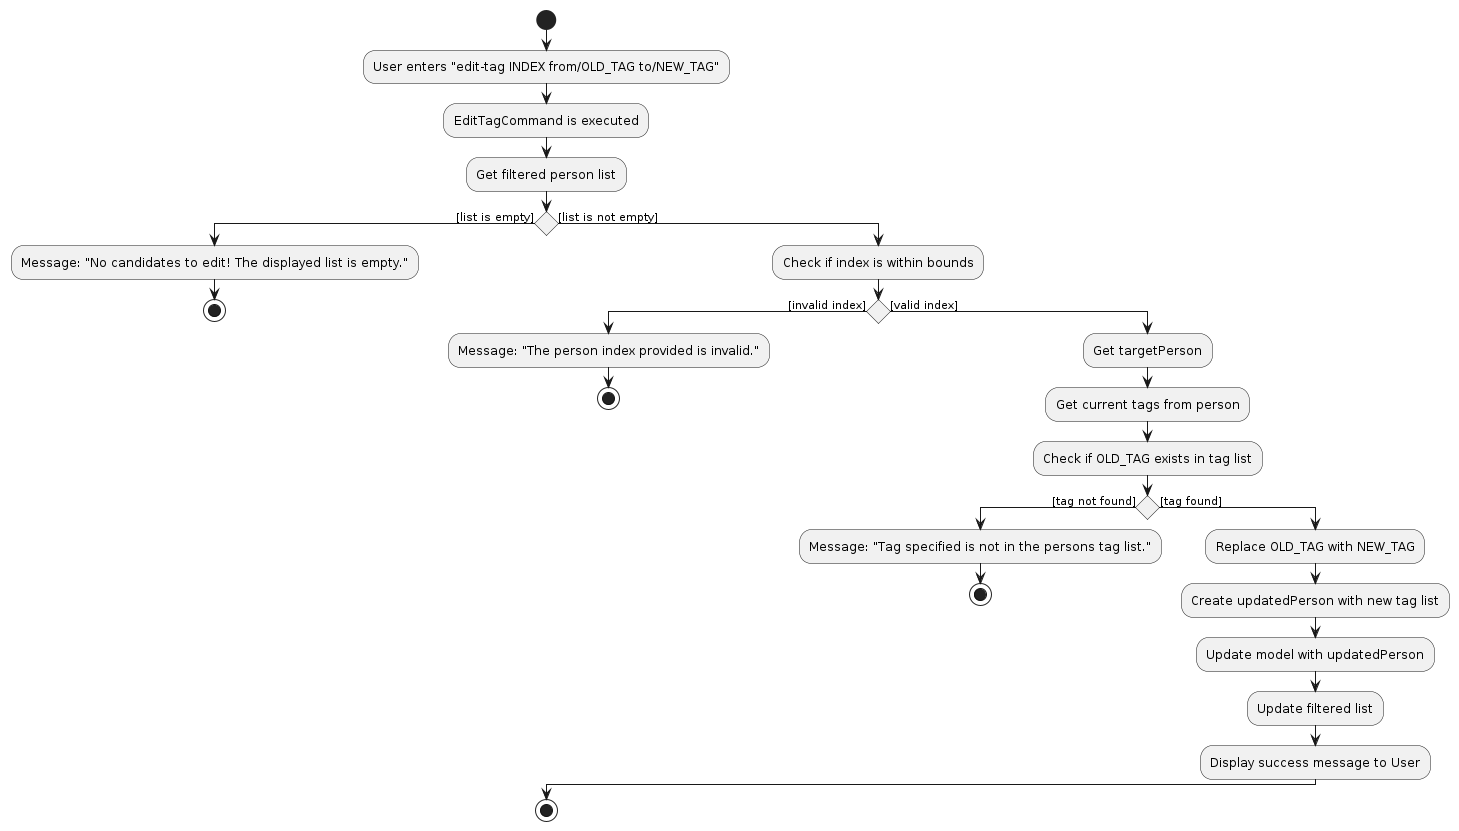 User enters "edit-tag INDEX from/OLD_TAG to/NEW_TAG"
EditTagCommand is executed
Get filtered person list
[list is empty]
[list is not empty]
Message: "No candidates to edit! The displayed list is empty."
Check if index is within bounds
[invalid index]
[valid index]
Message: "The person index provided is invalid."
Get targetPerson
Get current tags from person
Check if OLD_TAG exists in tag list
[tag not found]
[tag found]
Message: "Tag specified is not in the persons tag list."
Replace OLD_TAG with NEW_TAG
Create updatedPerson with new tag list
Update model with updatedPerson
Update filtered list
Display success message to User